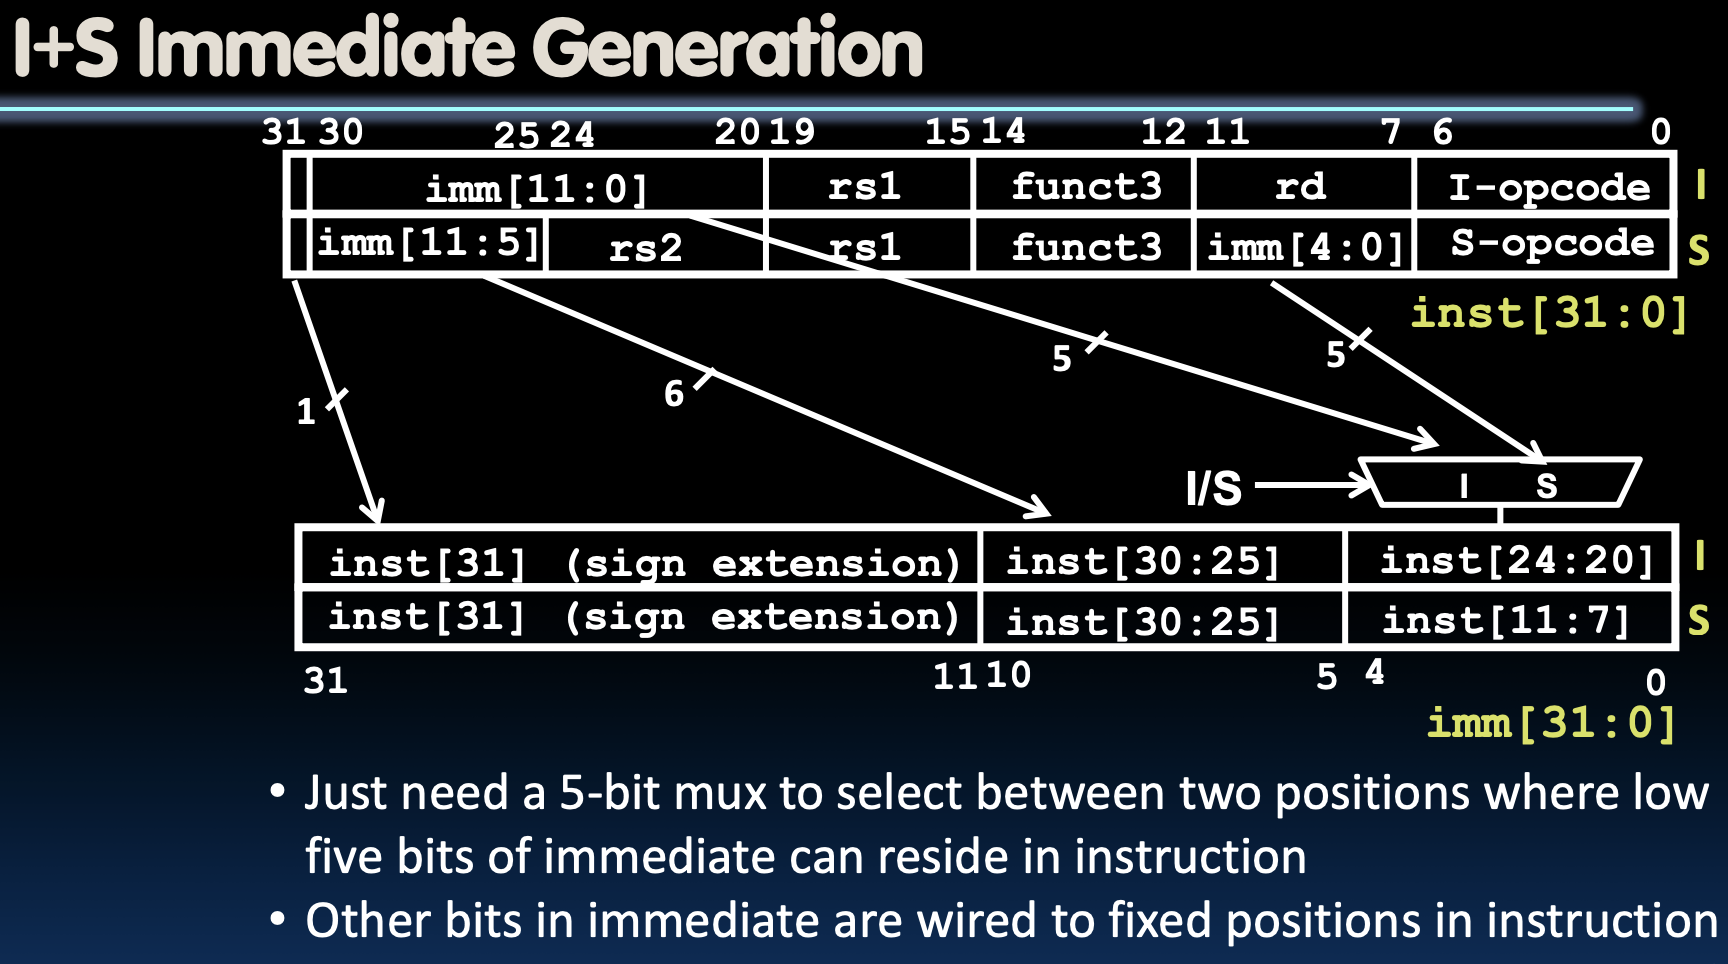 I+S Immediate Generation
31 30 25 24 20 19 15 14 12 11 7 6 0
imm[11:0] rs1 funct3 rd I-opcode I
imm[11:5] rs2 rs1 funct3 imm[4:0] S-opcode S
inst[31:0]
1 6 5 5
I/S I S
inst[31] (sign extension) inst[30:25] inst[24:20] I
inst[31] (sign extension) inst[30:25] inst[11:7] S
31 11 10 5 4 0
imm[31:0]
• Just need a 5-bit mux to select between two positions where low
five bits of immediate can reside in instruction
• Other bits in immediate are wired to fixed positions in instruction